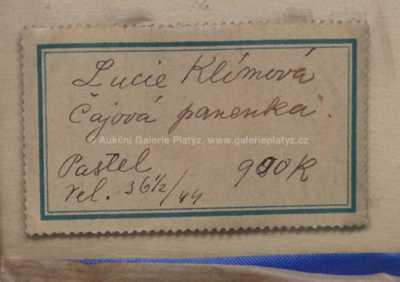 Lucie Klímová
Čajová panenka.
© Aukční Galerie Platýz, www.galerieplatyz.cz
Pastel 900K
Vel. 36½/44